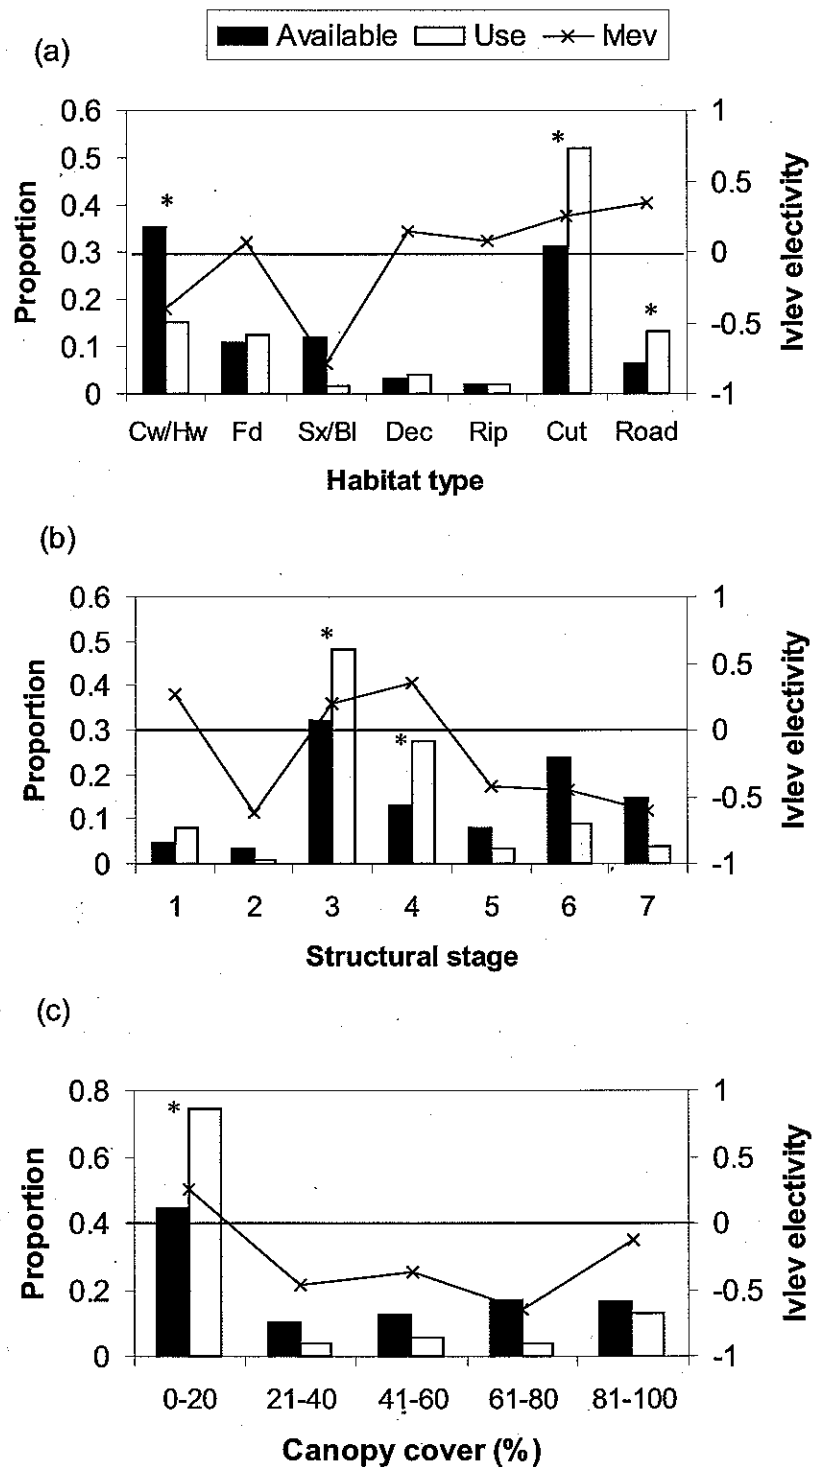 Available Use Mev
(a)
0.6
0.5
0.4
0.3
0.2
0.1
0
Proportion
1
0.5
0
-0.5
-1
Ivlev electivity
*
*
*
Cw/Hw Fd Sx/Bl Dec Rip Cut Road
Habitat type
(b)
0.6
0.5
0.4
0.3
0.2
0.1
0
Proportion
1
0.5
0
-0.5
-1
Ivlev electivity
*
*
1 2 3 4 5 6 7
Structural stage
(c)
0.8
0.6
0.4
0.2
0
Proportion
1
0.5
0
-0.5
-1
Ivlev electivity
*
0-20 21-40 41-60 61-80 81-100
Canopy cover (%)